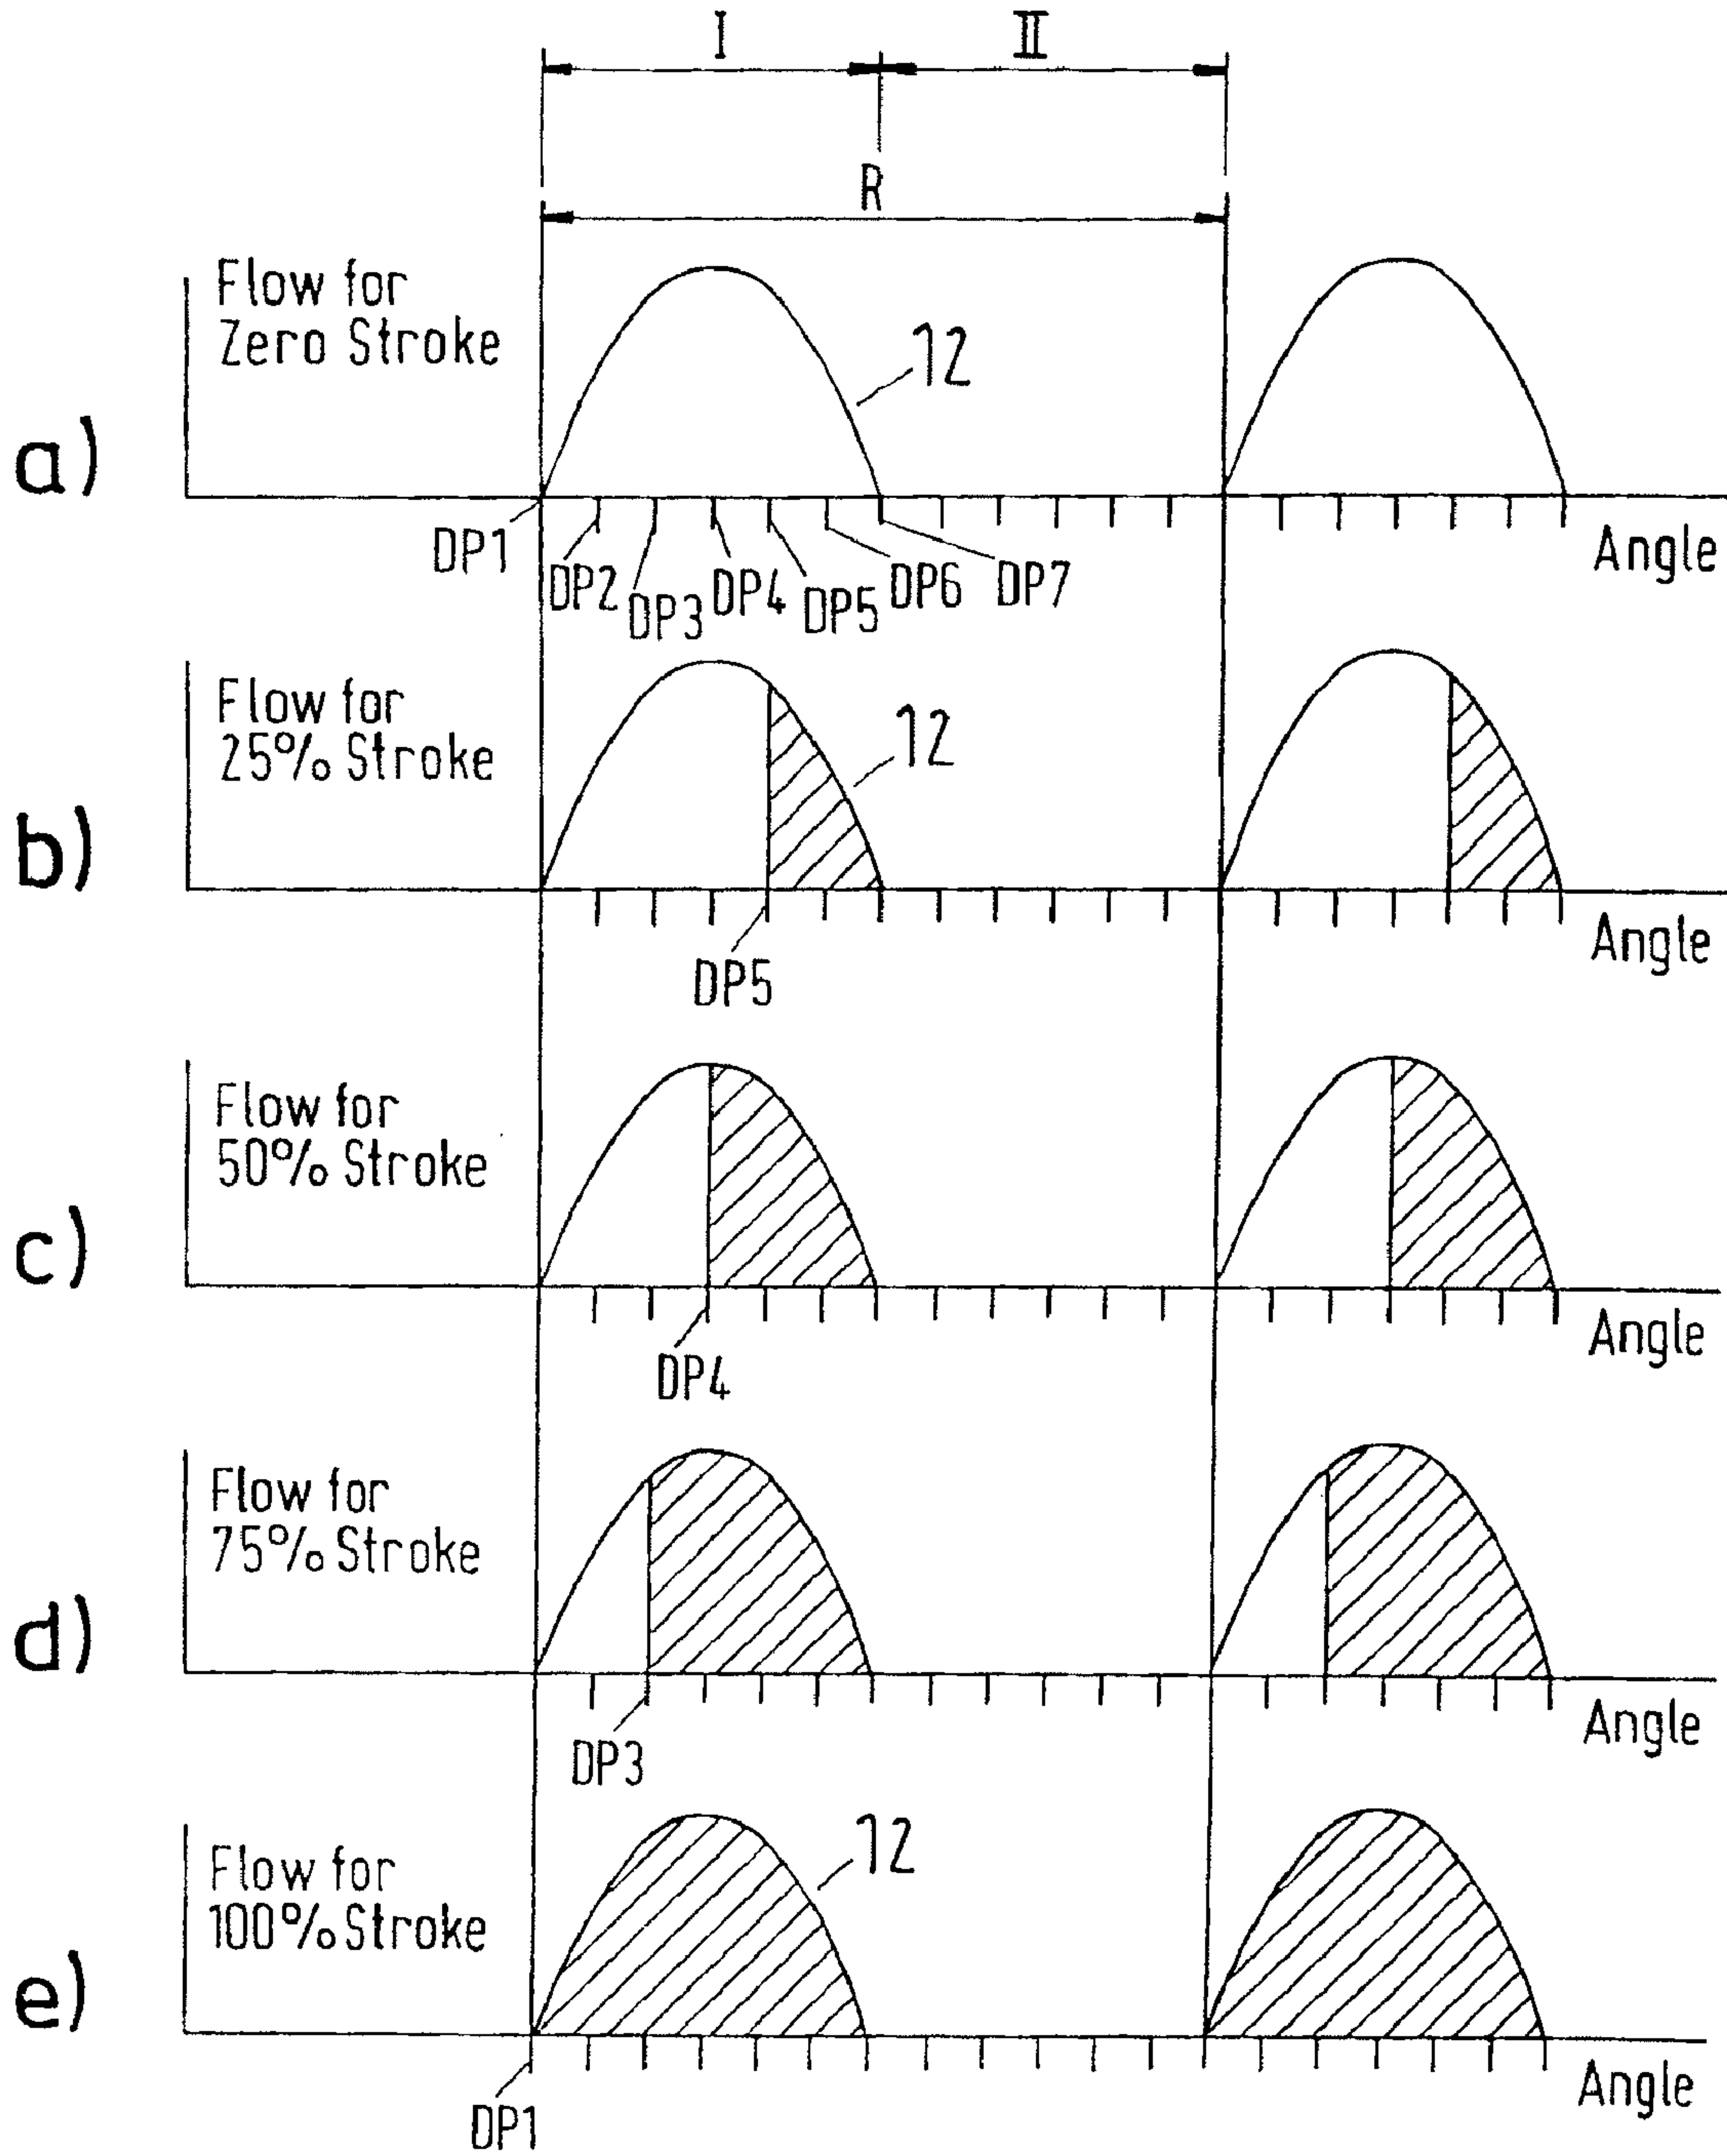 I
II
R
Flow for
Zero Stroke
12
a)
DP1
DP2
DP3
DP4
DP5
DP6
DP7
Angle
Flow for
25% Stroke
12
b)
DP5
Angle
Flow for
50% Stroke
c)
DP4
Angle
Flow for
75% Stroke
d)
DP3
Angle
Flow for
100% Stroke
12
e)
DP1
Angle